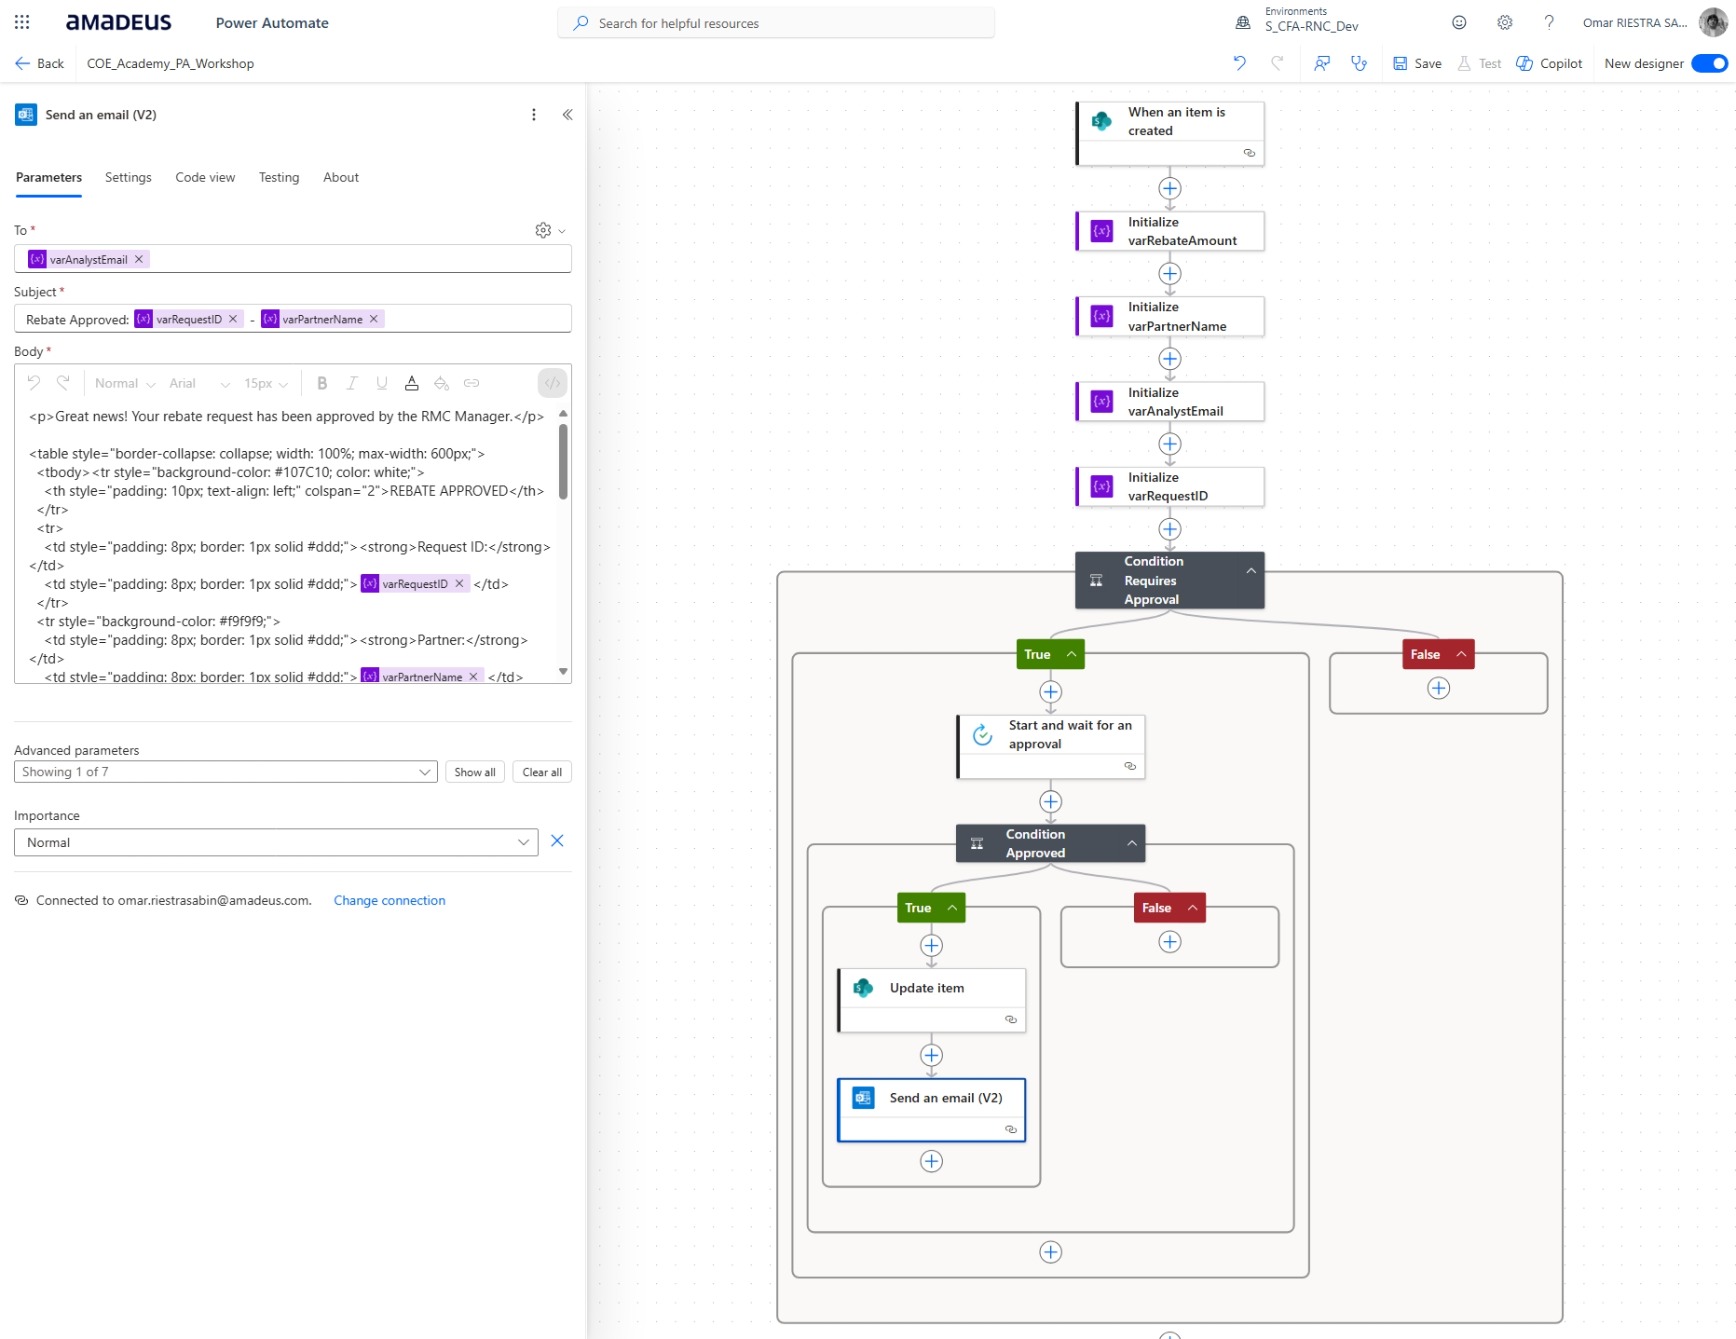 amadeus
Power Automate
Search for helpful resources
Environments
S_CFA-RNC_Dev
Omar RIESTRA SA...
Back
COE_Academy_PA_Workshop
Save
Test
Copilot
New designer
Send an email (V2)
Parameters
Settings
Code view
Testing
About
To *
{x} varAnalystEmail
Subject *
Rebate Approved: {x} varRequestID - {x} varPartnerName
Body *
Normal
Arial
15px
B
I
U
A
</>
<p>Great news! Your rebate request has been approved by the RMC Manager.</p>
<table style="border-collapse: collapse; width: 100%; max-width: 600px;">
<tbody><tr style="background-color: #107C10; color: white;">
<th style="padding: 10px; text-align: left;" colspan="2">REBATE APPROVED</th>
</tr>
<tr>
<td style="padding: 8px; border: 1px solid #ddd;"><strong>Request ID:</strong>
</td>
<td style="padding: 8px; border: 1px solid #ddd;"> {x} varRequestID </td>
</tr>
<tr style="background-color: #f9f9f9;">
<td style="padding: 8px; border: 1px solid #ddd;"><strong>Partner:</strong>
</td>
<td style="padding: 8px; border: 1px solid #ddd;"> {x} varPartnerName </td>
Advanced parameters
Showing 1 of 7
Show all
Clear all
Importance
Normal
Connected to omar.riestrasabin@amadeus.com.
Change connection
When an item is
created
{x} Initialize
varRebateAmount
{x} Initialize
varPartnerName
{x} Initialize
varAnalystEmail
{x} Initialize
varRequestID
Condition
Requires
Approval
True
False
Start and wait for an
approval
Condition
Approved
True
False
Update item
Send an email (V2)